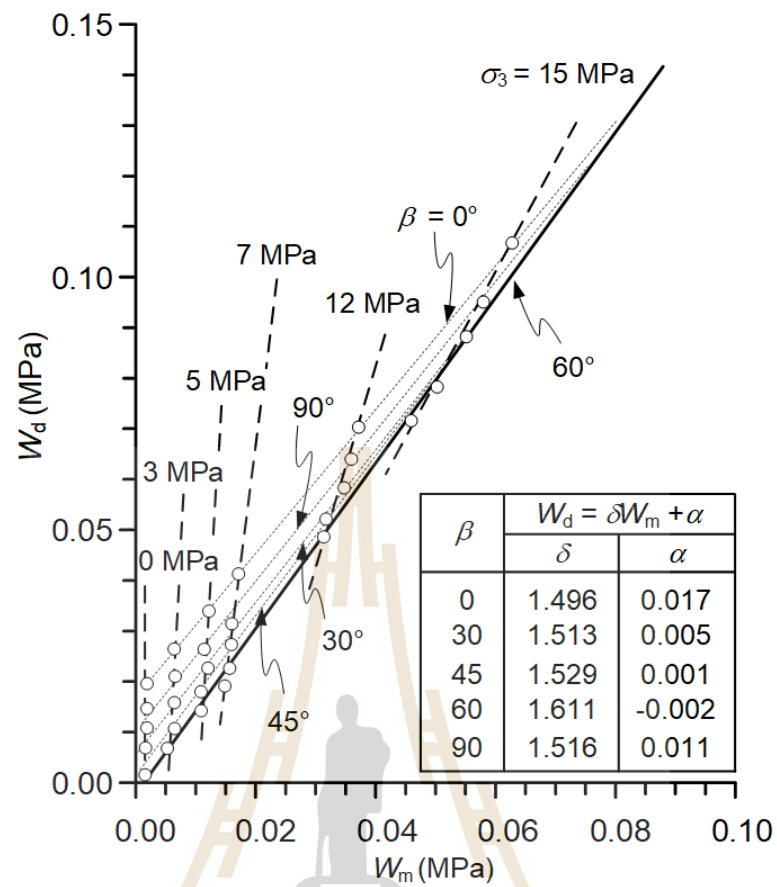 0.15
σ3 = 15 MPa
β = 0°
7 MPa
0.10
12 MPa
60°
5 MPa
90°
3 MPa
Wd (MPa)
0.05
0 MPa
30°
45°
β Wd = δWm + α
δ α
0 1.496 0.017
30 1.513 0.005
45 1.529 0.001
60 1.611 -0.002
90 1.516 0.011
0.00
0.00 0.02 0.04 0.06 0.08 0.10
Wm (MPa)